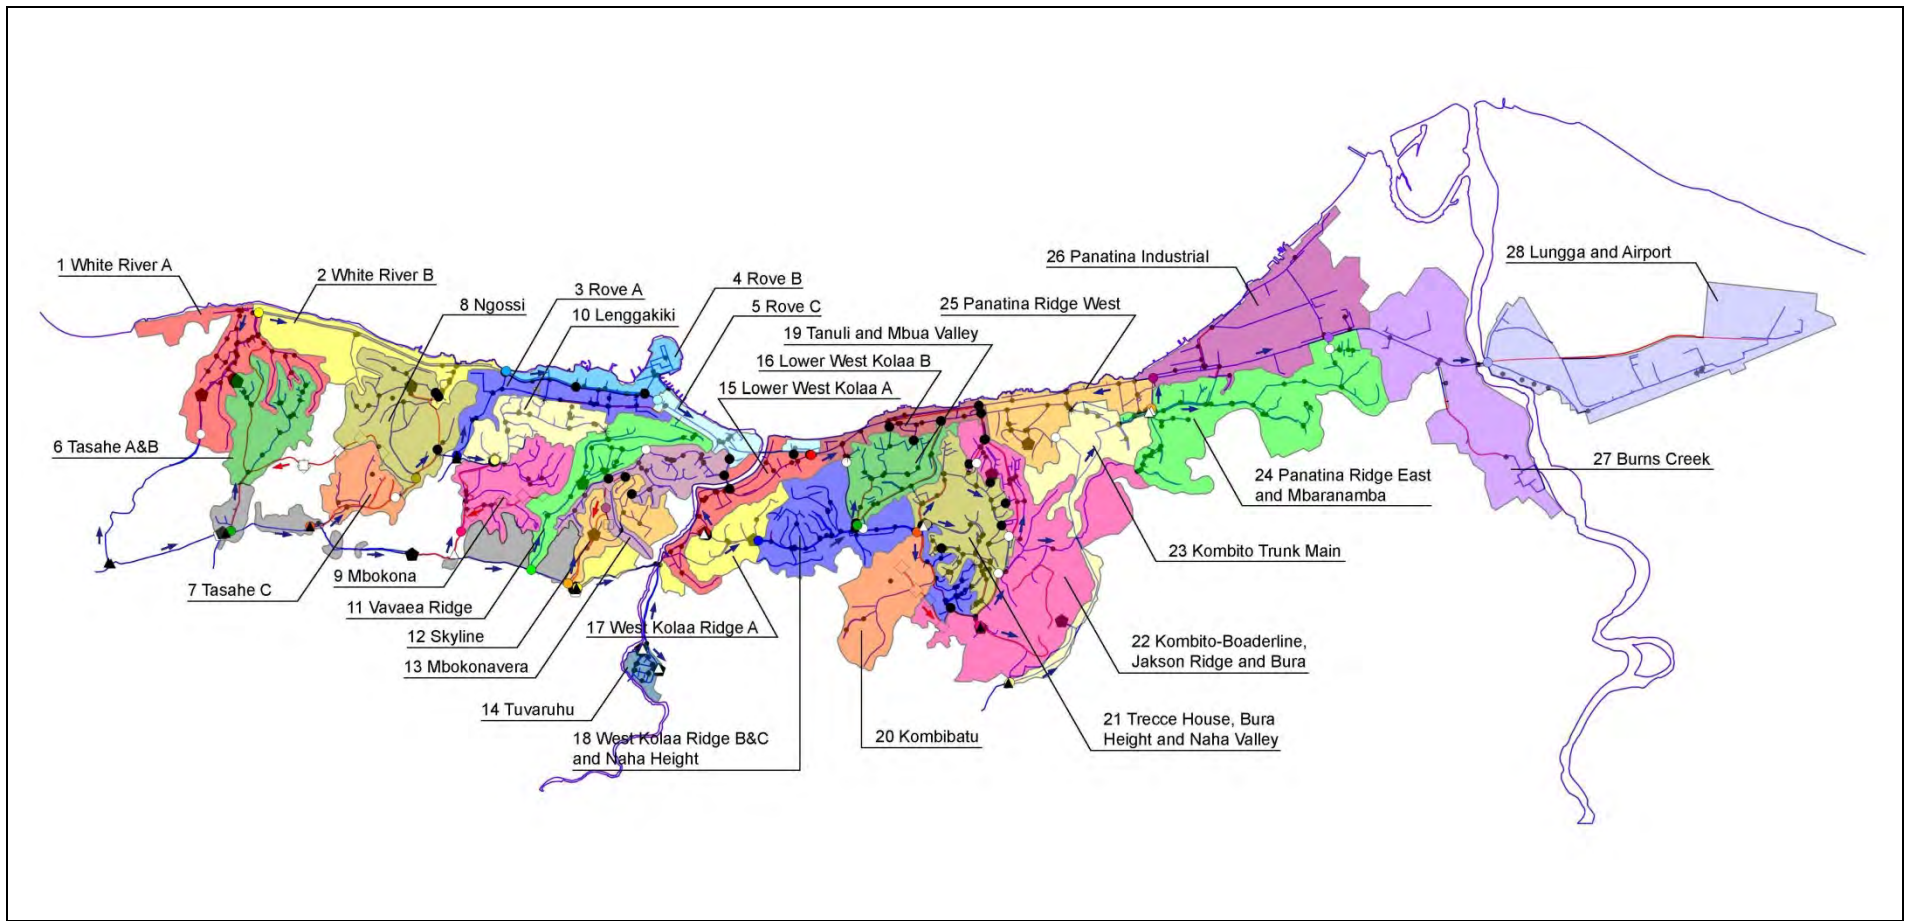 1 White River A
2 White River B
8 Ngossi
3 Rove A
10 Lenggakiki
4 Rove B
5 Rove C
19 Tanuli and Mbua Valley
16 Lower West Kolaa B
15 Lower West Kolaa A
25 Panatina Ridge West
26 Panatina Industrial
28 Lungga and Airport
6 Tasahe A&B
7 Tasahe C
9 Mbokona
11 Vavaea Ridge
12 Skyline
13 Mbokonavera
14 Tuvaruhu
17 West Kolaa Ridge A
18 West Kolaa Ridge B&C
and Naha Height
20 Kombibatu
21 Trecce House, Bura
Height and Naha Valley
22 Kombito-Boaderline,
Jakson Ridge and Bura
23 Kombito Trunk Main
24 Panatina Ridge East
and Mbaranamba
27 Burns Creek